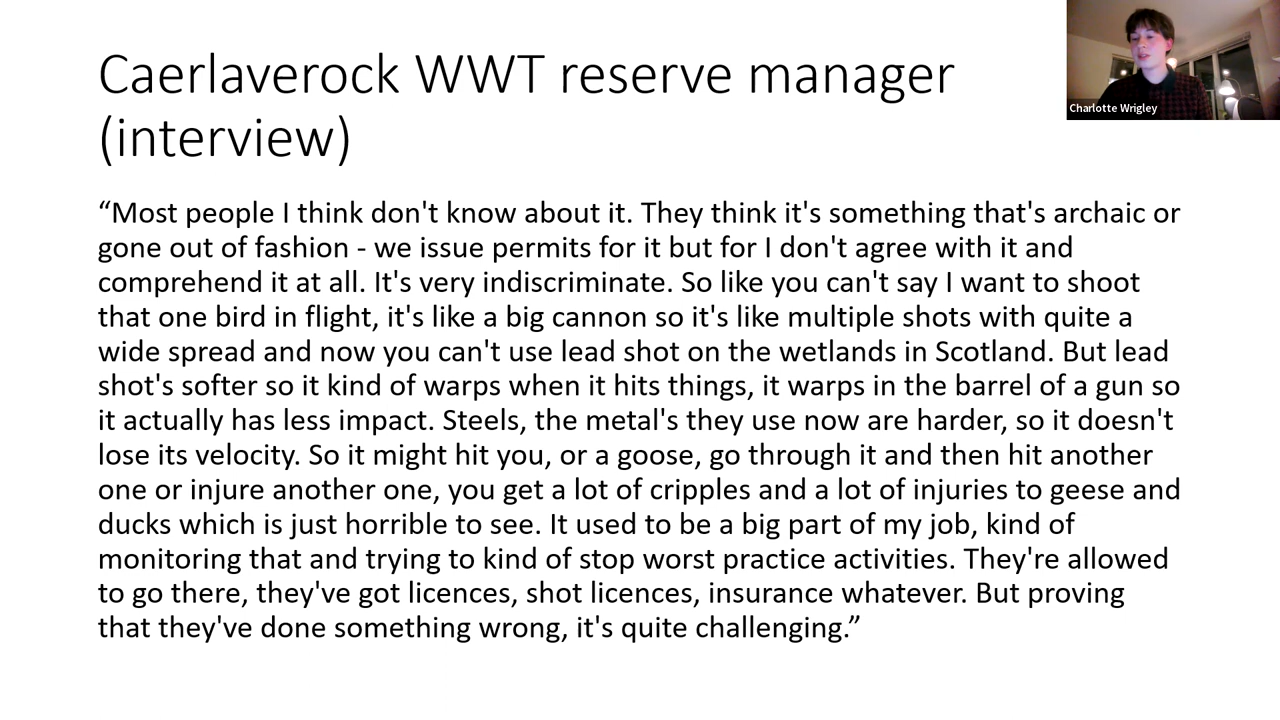 Caerlaverock WWT reserve manager
(interview)
Charlotte Wrigley
“Most people I think don't know about it. They think it's something that's archaic or
gone out of fashion - we issue permits for it but for I don't agree with it and
comprehend it at all. It's very indiscriminate. So like you can't say I want to shoot
that one bird in flight, it's like a big cannon so it's like multiple shots with quite a
wide spread and now you can't use lead shot on the wetlands in Scotland. But lead
shot's softer so it kind of warps when it hits things, it warps in the barrel of a gun so
it actually has less impact. Steels, the metal's they use now are harder, so it doesn't
lose its velocity. So it might hit you, or a goose, go through it and then hit another
one or injure another one, you get a lot of cripples and a lot of injuries to geese and
ducks which is just horrible to see. It used to be a big part of my job, kind of
monitoring that and trying to kind of stop worst practice activities. They're allowed
to go there, they've got licences, shot licences, insurance whatever. But proving
that they've done something wrong, it's quite challenging.”